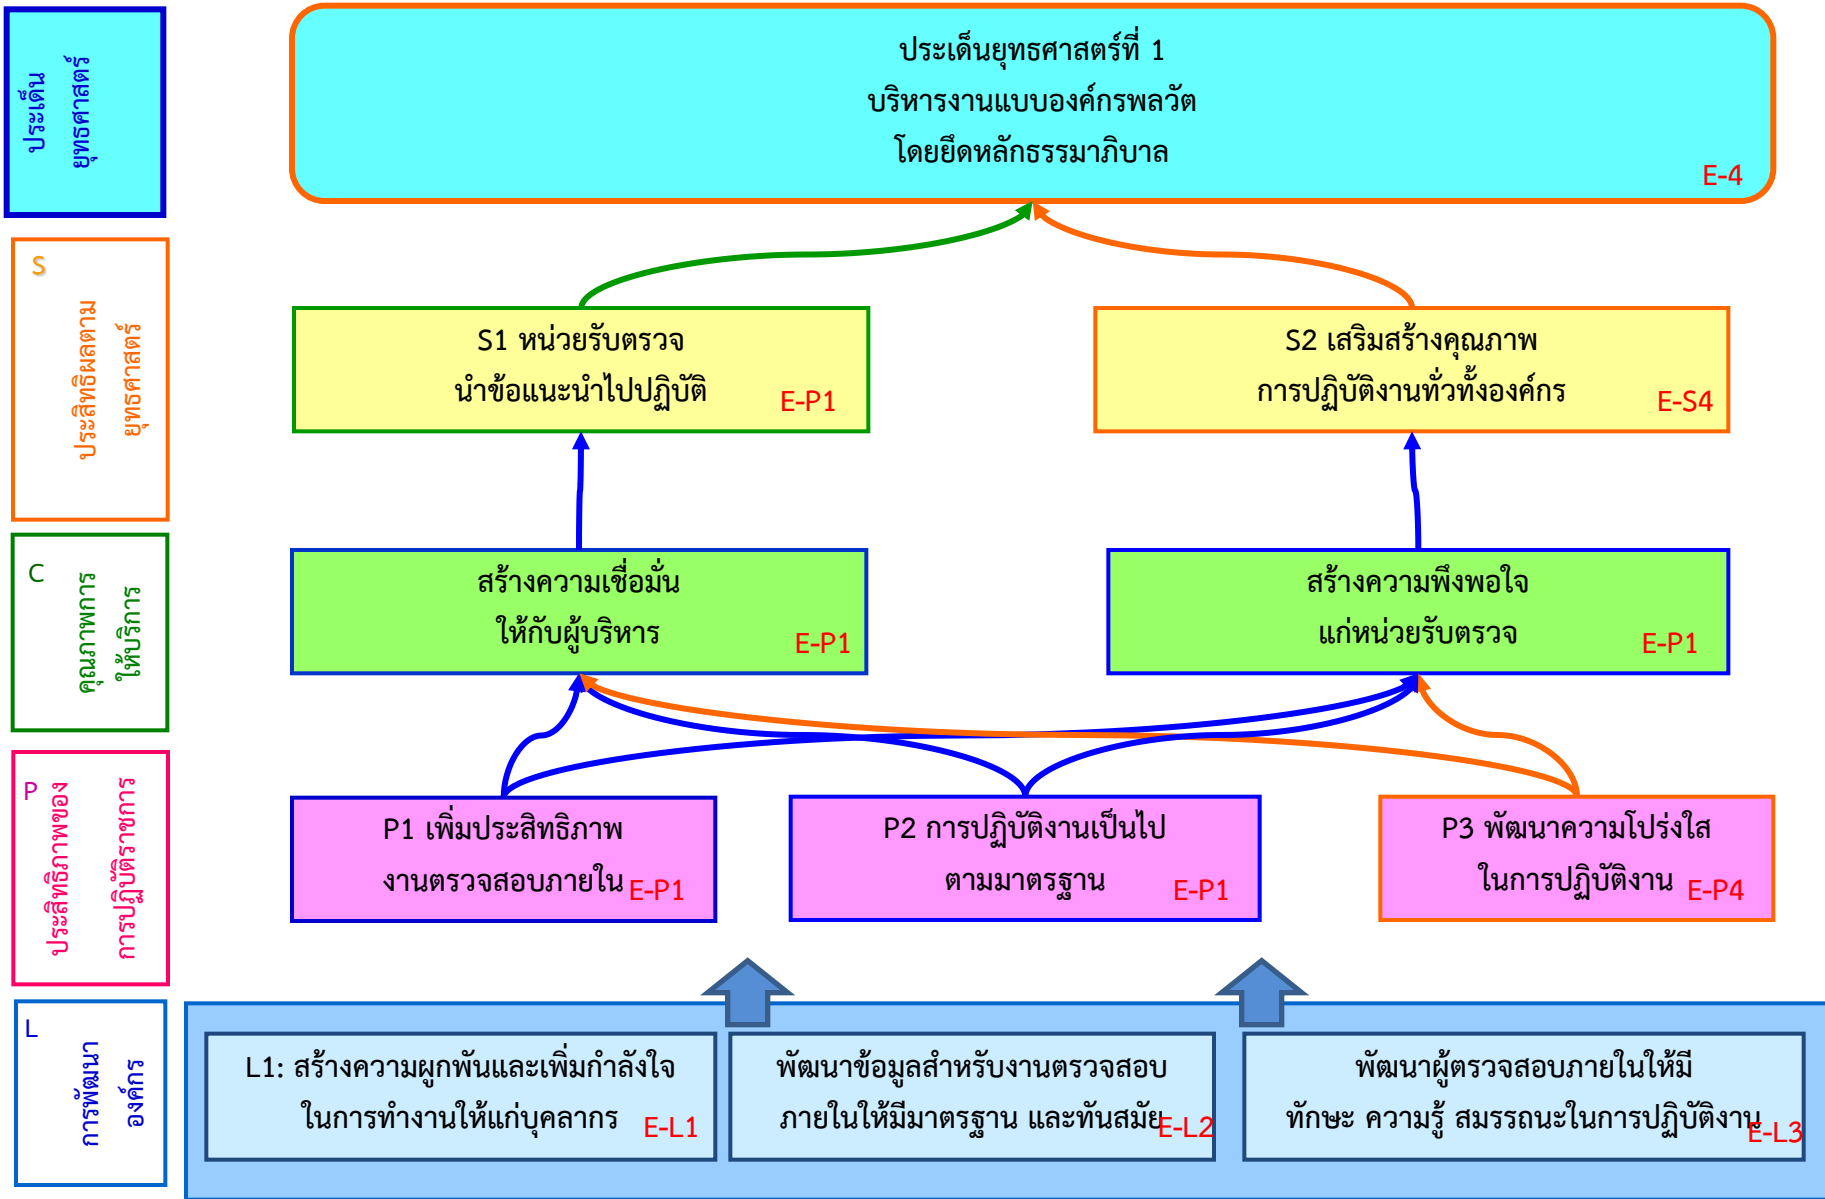 ประเด็น
ยุทธศาสตร์
ประเด็นยุทธศาสตร์ที่ 1
บริหารงานแบบองค์กรพลวัต
โดยยึดหลักธรรมาภิบาล
E-4
S
ประสิทธิผลตาม
ยุทธศาสตร์
S1 หน่วยรับตรวจ
นำข้อแนะนำไปปฏิบัติ
E-P1
S2 เสริมสร้างคุณภาพ
การปฏิบัติงานทั่วทั้งองค์กร
E-S4
C
คุณภาพการ
ให้บริการ
สร้างความเชื่อมั่น
ให้กับผู้บริหาร
E-P1
สร้างความพึงพอใจ
แก่หน่วยรับตรวจ
E-P1
P
ประสิทธิภาพของ
การปฏิบัติราชการ
P1 เพิ่มประสิทธิภาพ
งานตรวจสอบภายใน
E-P1
P2 การปฏิบัติงานเป็นไป
ตามมาตรฐาน
E-P1
P3 พัฒนาความโปร่งใส
ในการปฏิบัติงาน
E-P4
L
การพัฒนา
องค์กร
L1: สร้างความผูกพันและเพิ่มกำลังใจ
ในการทำงานให้แก่บุคลากร
E-L1
พัฒนาข้อมูลสำหรับงานตรวจสอบ
ภายในให้มีมาตรฐาน และทันสมัย
E-L2
พัฒนาผู้ตรวจสอบภายในให้มี
ทักษะ ความรู้ สมรรถนะในการปฏิบัติงาน
E-L3